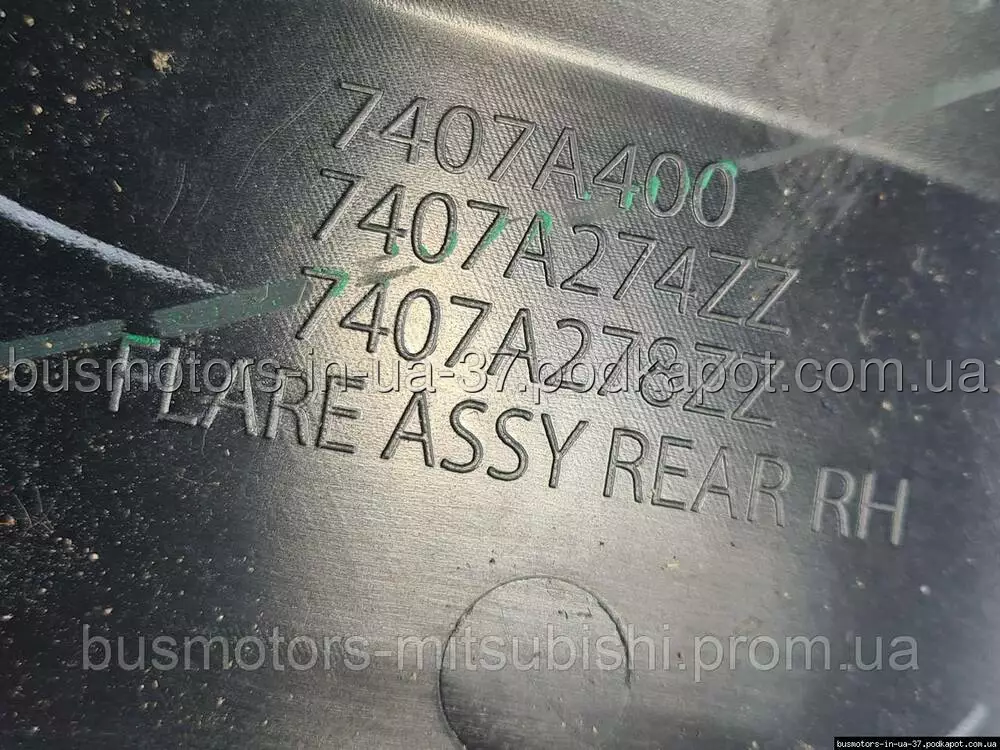 7407A400
7407A274ZZ
7407A278ZZ
busmotors-in-ua-37.podkapot.com.ua
FLARE ASSY REAR RH
busmotors-mitsubishi.prom.ua
busmotors-in-ua-37.podkapot.com.ua